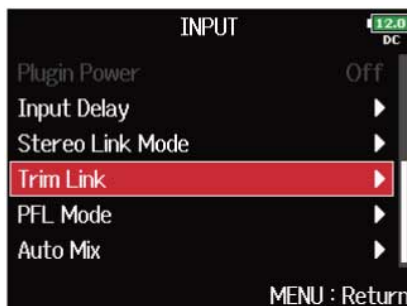 INPUT
12.0
DC
Plugin Power Off
Input Delay
Stereo Link Mode
Trim Link
PFL Mode
Auto Mix
MENU : Return